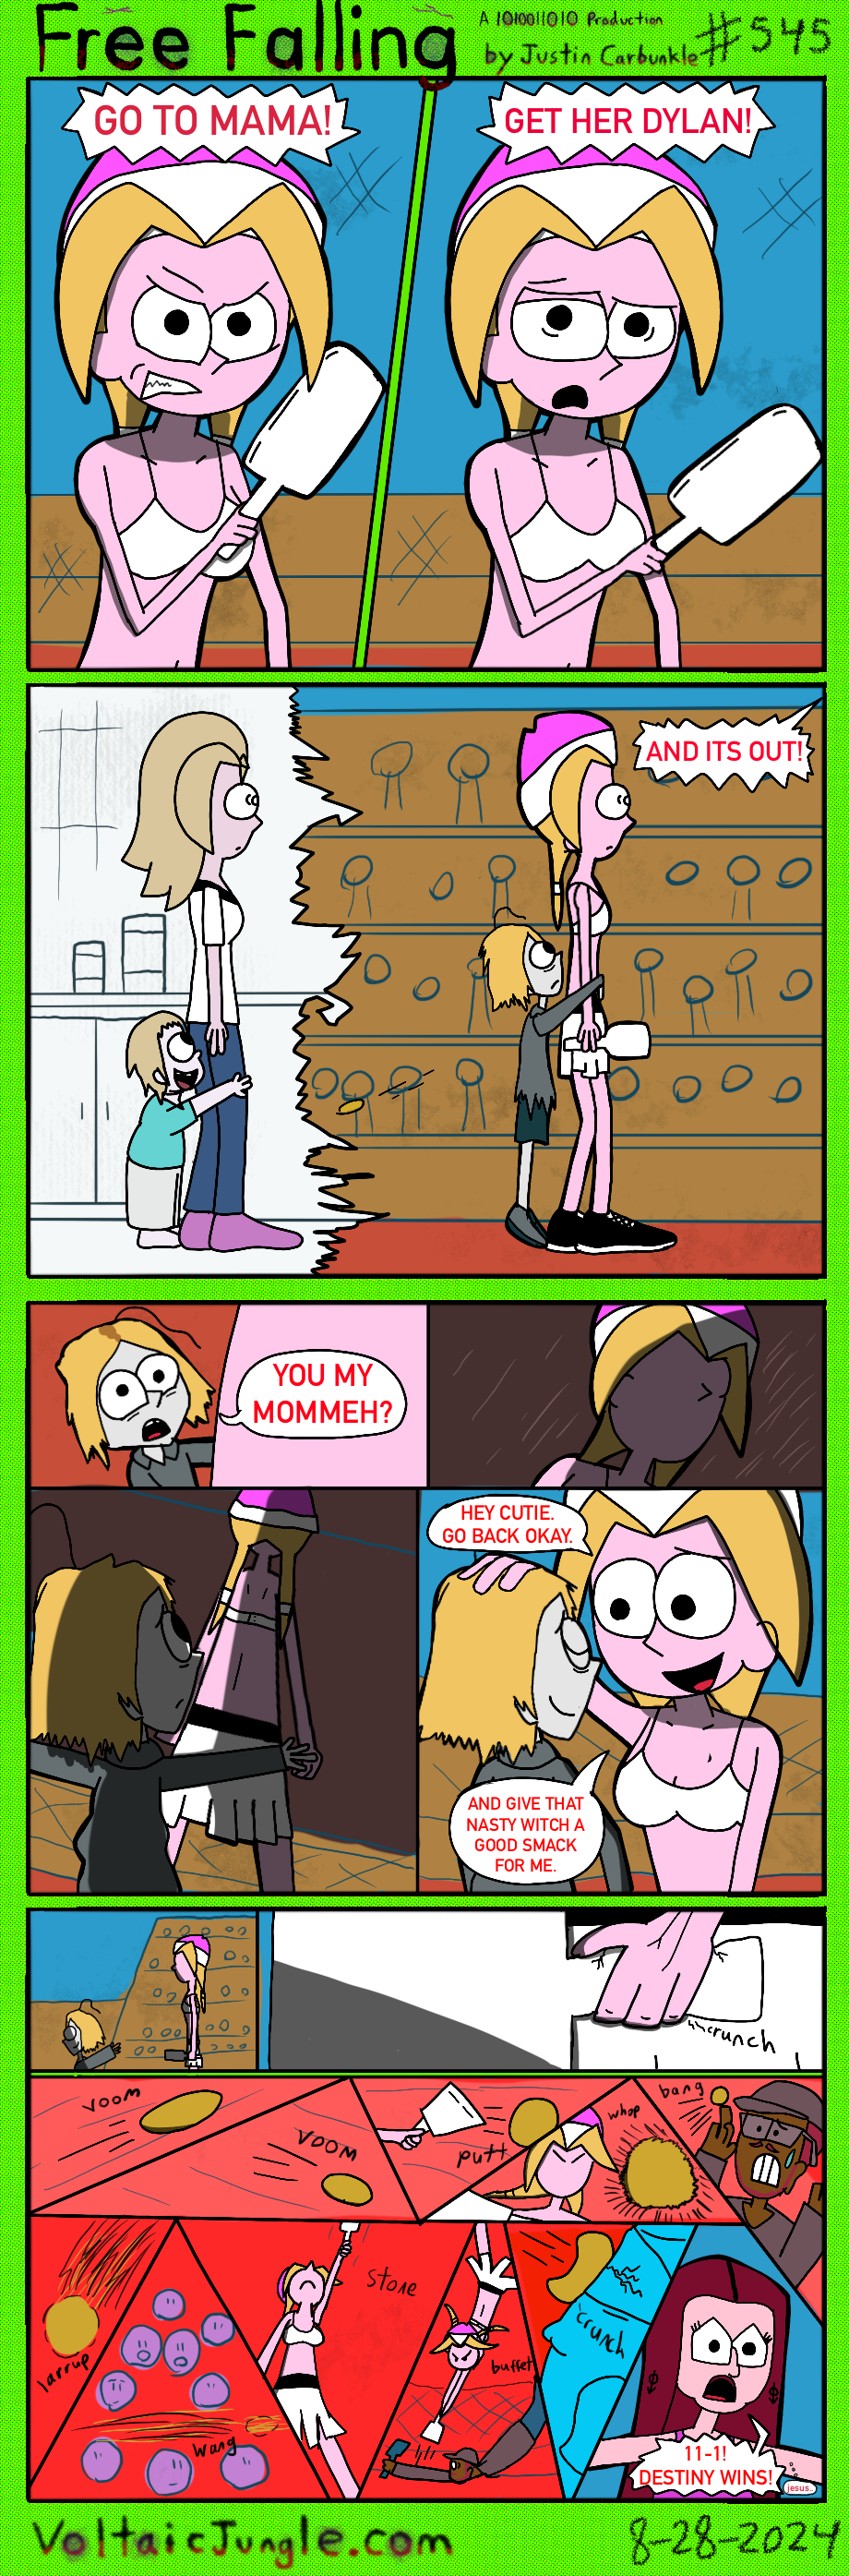 Free Falling
A 1010011010 Production
by Justin Carbunkle
#545
GO TO MAMA!
GET HER DYLAN!
AND ITS OUT!
YOU MY
MOMMEH?
HEY CUTIE.
GO BACK OKAY.
AND GIVE THAT
NASTY WITCH A
GOOD SMACK
FOR ME.
crunch
voom
voom
putt
whop
bang
larrup
wang
stone
buffet
crunch
11-1!
DESTINY WINS!
jesus..
VoltaicJungle.com
8-28-2024